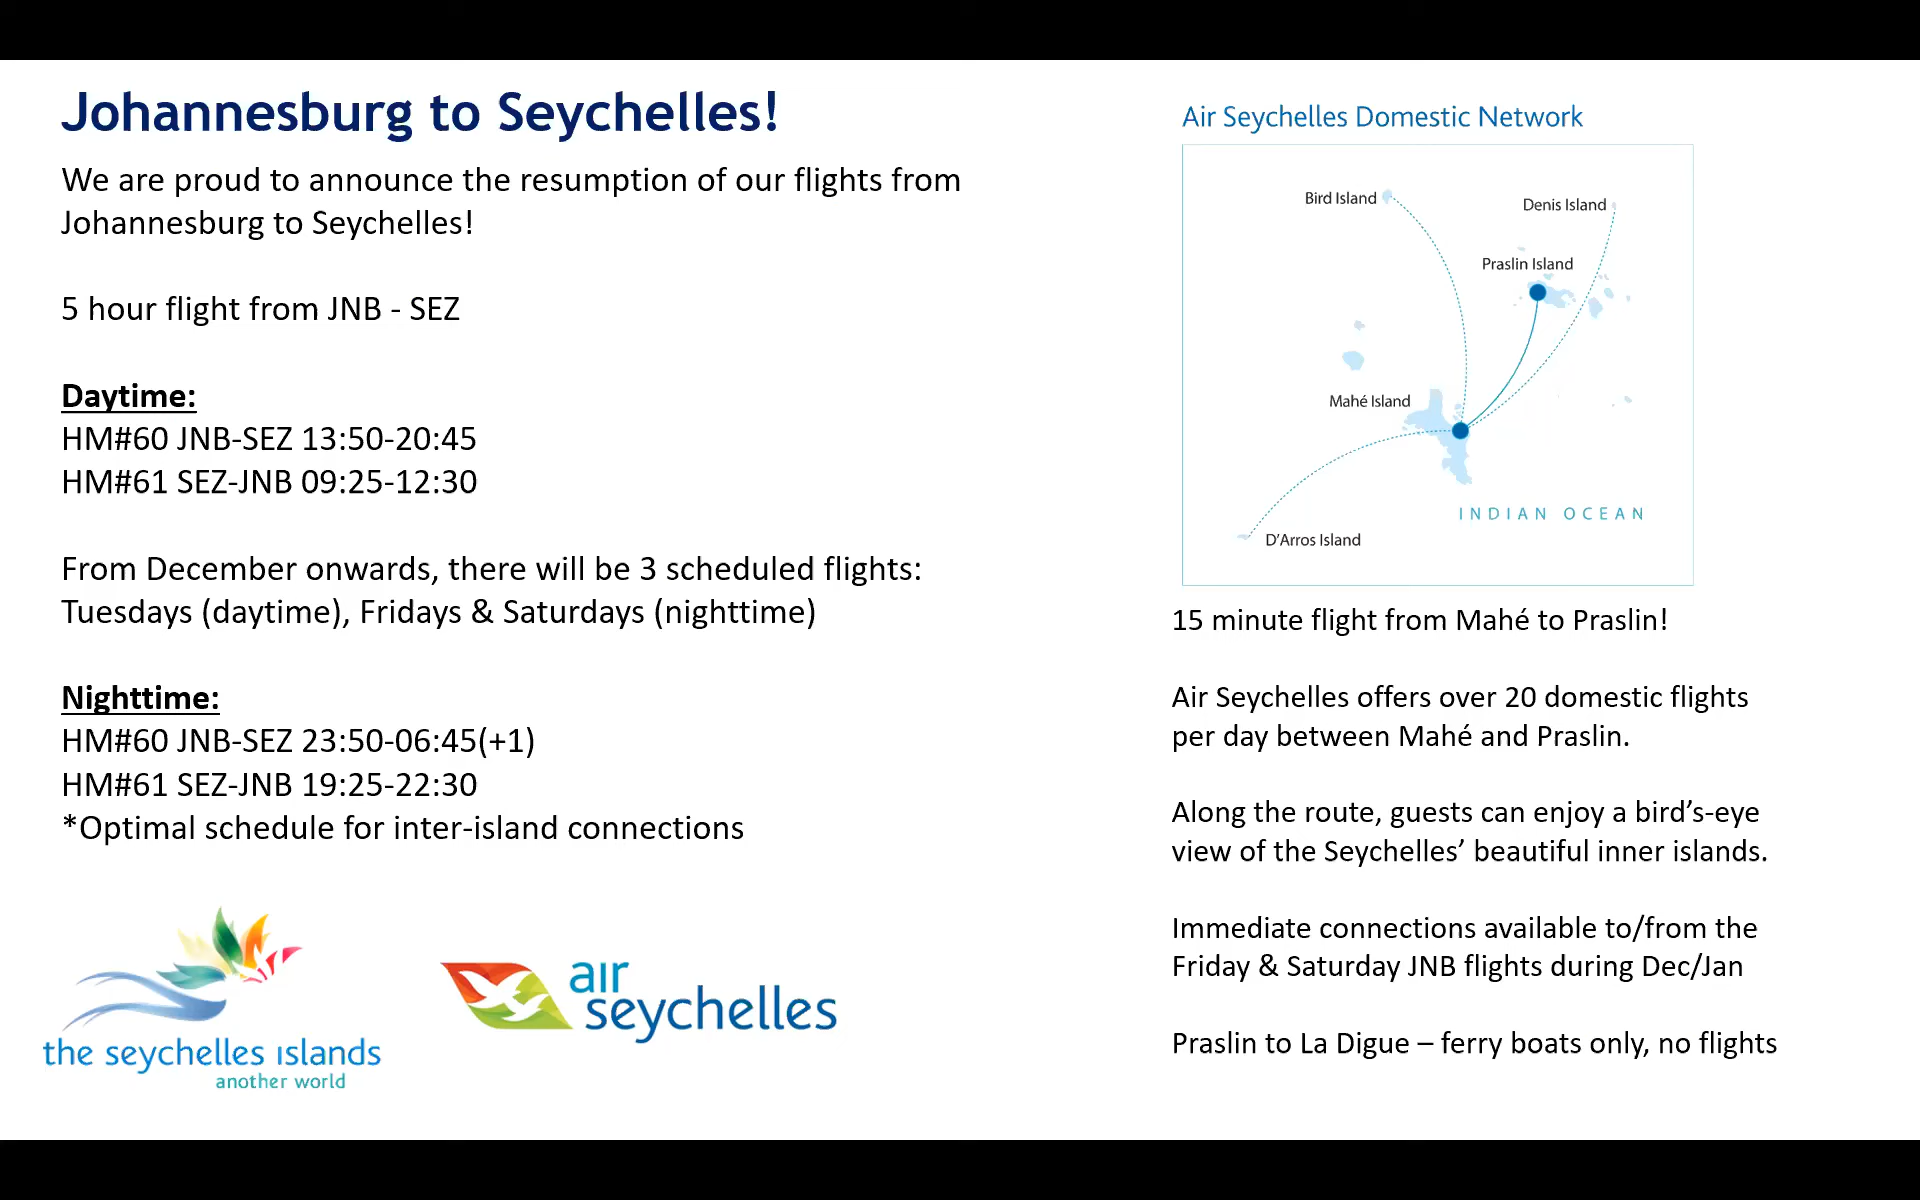 Johannesburg to Seychelles!
We are proud to announce the resumption of our flights from
Johannesburg to Seychelles!
5 hour flight from JNB - SEZ
Daytime:
HM#60 JNB-SEZ 13:50-20:45
HM#61 SEZ-JNB 09:25-12:30
From December onwards, there will be 3 scheduled flights:
Tuesdays (daytime), Fridays & Saturdays (nighttime)
Nighttime:
HM#60 JNB-SEZ 23:50-06:45(+1)
HM#61 SEZ-JNB 19:25-22:30
*Optimal schedule for inter-island connections
the seychelles ıslands
another world
aır
seychelles
Air Seychelles Domestic Network
Bird Island
Denis Island
Praslin Island
Mahé Island
INDIAN OCEAN
D’Arros Island
15 minute flight from Mahé to Praslin!
Air Seychelles offers over 20 domestic flights
per day between Mahé and Praslin.
Along the route, guests can enjoy a bird’s-eye
view of the Seychelles’ beautiful inner islands.
Immediate connections available to/from the
Friday & Saturday JNB flights during Dec/Jan
Praslin to La Digue – ferry boats only, no flights